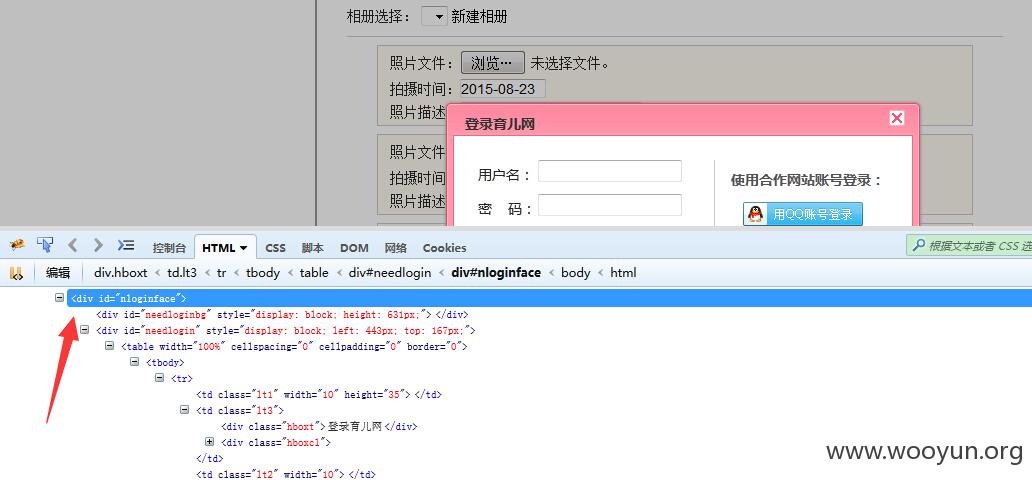 相册选择： 新建相册
照片文件： 浏览… 未选择文件。
拍摄时间： 2015-08-23
照片描述
登录育儿网
照片文件
用户名：
使用合作网站账号登录：
拍摄时间
照片描述
密 码：
用QQ账号登录
控制台 HTML CSS 脚本 DOM 网络 Cookies
根据文本或者 CSS 选
编辑 div.hboxt < td.lt3 < tr < tbody < table < div#needlogin < div#nloginface < body < html
<div id="nloginface">
<div id="needloginbg" style="display: block; height: 631px;"></div>
<div id="needlogin" style="display: block; left: 443px; top: 167px;">
<table width="100%" cellspacing="0" cellpadding="0" border="0">
<tbody>
<tr>
<td class="lt1" width="10" height="35"></td>
<td class="lt3">
<div class="hboxt">登录育儿网</div>
<div class="hboxcl">
</td>
<td class="lt2" width="10"></td>
www.wooyun.org